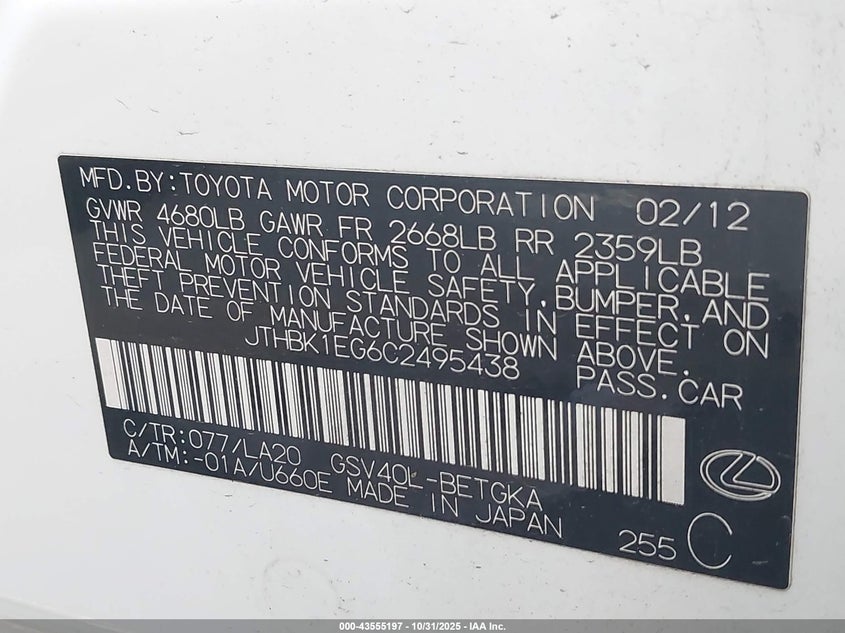 MFD.BY:TOYOTA MOTOR CORPORATION 02/12
GVWR 4680LB GAWR FR 2668LB RR 2359LB
THIS VEHICLE CONFORMS TO ALL APPLICABLE
FEDERAL MOTOR VEHICLE SAFETY,BUMPER,AND
THEFT PREVENTION STANDARDS IN EFFECT ON
THE DATE OF MANUFACTURE SHOWN ABOVE.
JTHBK1EG6C2495438 PASS.CAR
C/TR:077/LA20 GSV40L-BETGKA
A/TM:-01A/U660E MADE IN JAPAN
255 C
000-43555197 - 10/31/2025 - IAA Inc.